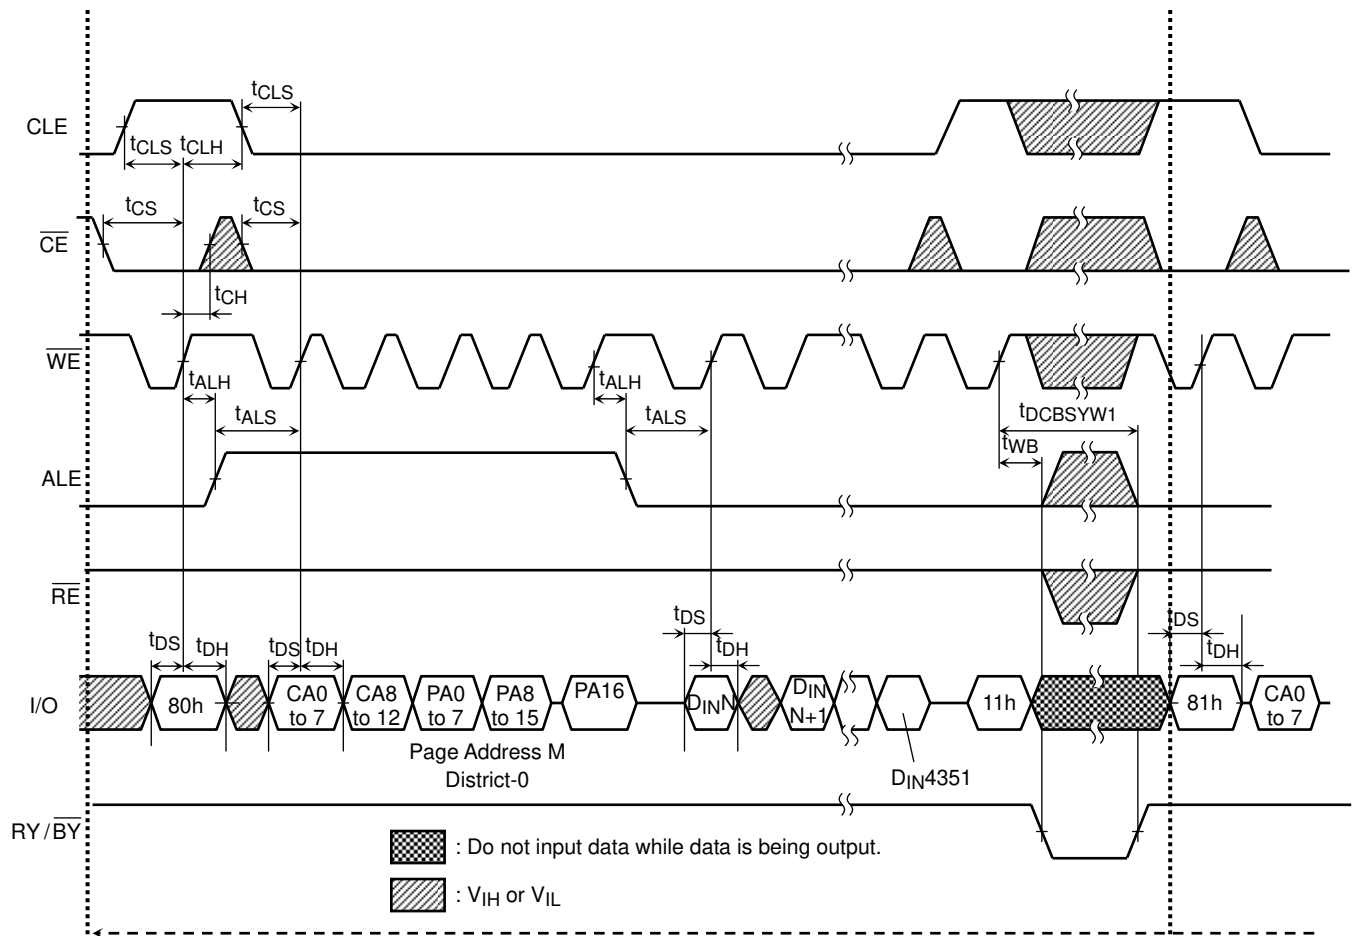 tCLS
CLE
tCLS tCLH
tCS tCS
CE
tCH
WE
tALH tALH
tALS tALS tDCBSYW1
tWB
ALE
RE
tDS tDS
tDS tDH tDS tDH tDH tDH
I/O 80h CA0 to 7 CA8 to 12 PA0 to 7 PA8 to 15 PA16 DINN DIN N+1 11h 81h CA0 to 7
Page Address M
District-0
DIN4351
RY/BY
: Do not input data while data is being output.
: VIH or VIL